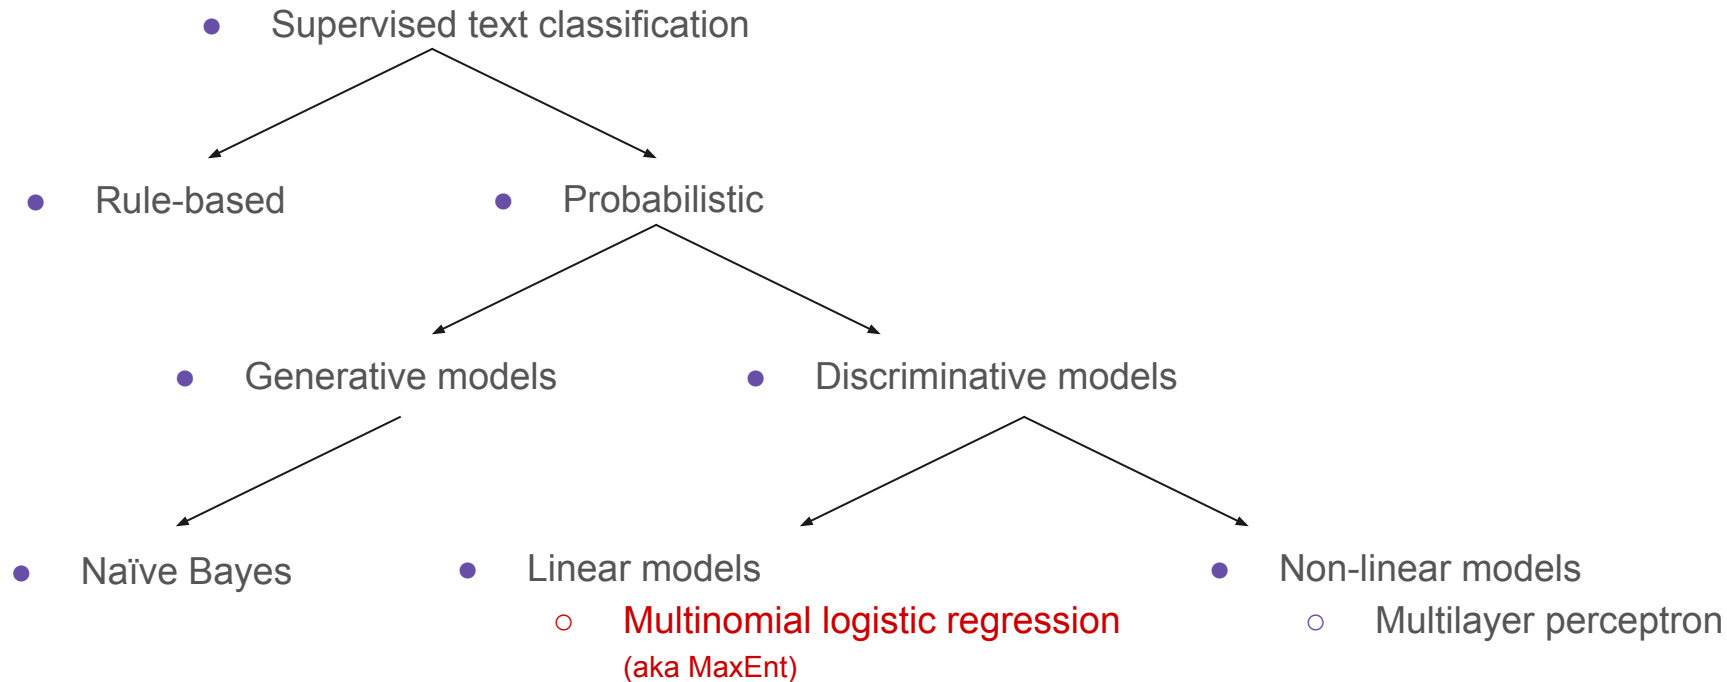 ● Supervised text classification
● Rule-based
● Probabilistic
● Generative models
● Discriminative models
● Naïve Bayes
● Linear models
● Non-linear models
○ Multinomial logistic regression
○ Multilayer perceptron
(aka MaxEnt)